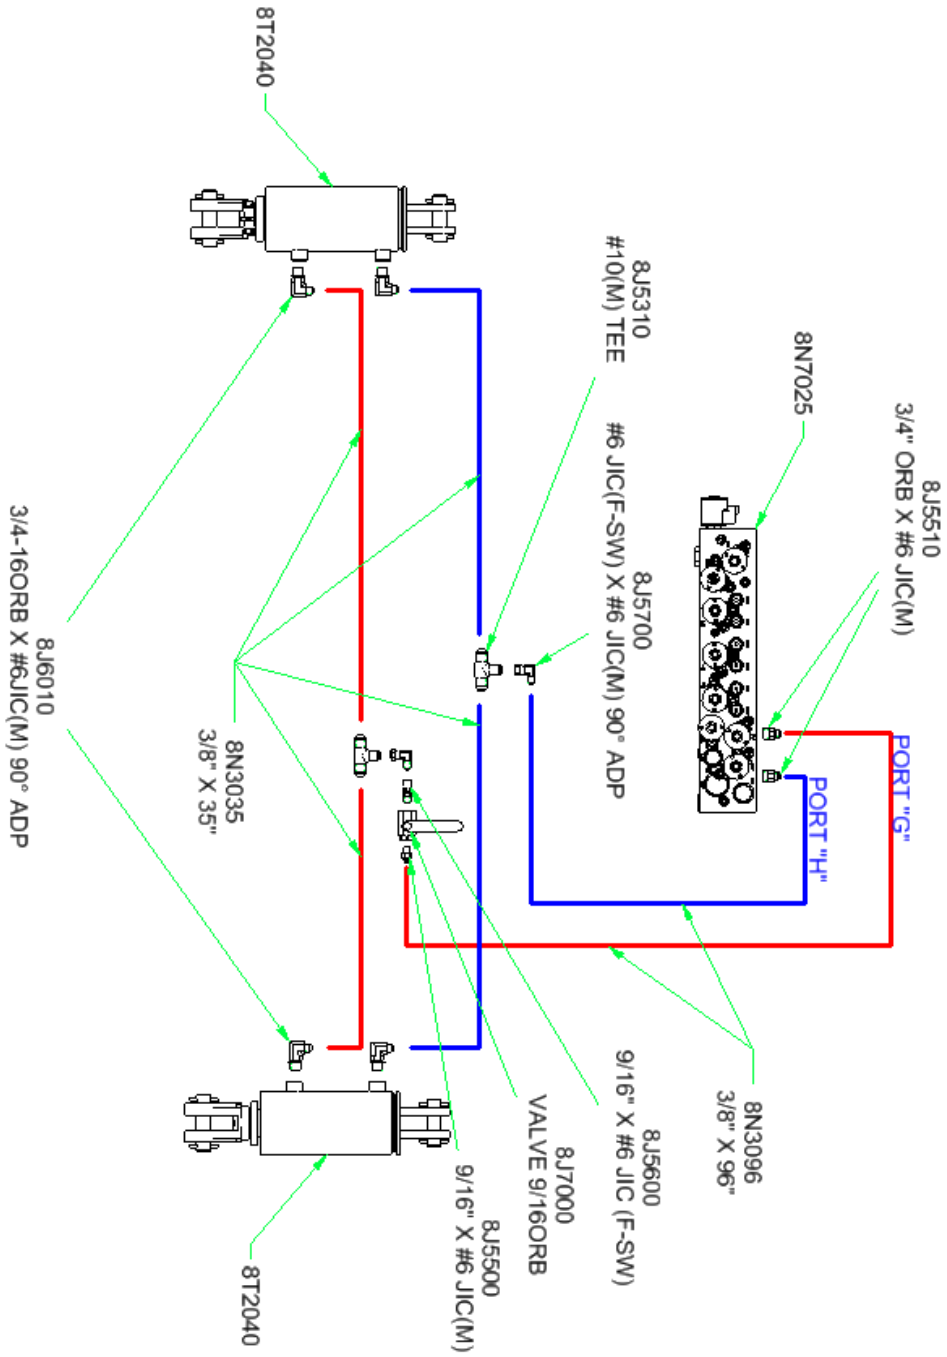 8J5510
3/4" ORB X #6 JIC(M)
8N7025
PORT "G"
PORT "H"
8N3096
3/8" X 96"
8J5310
#10(M) TEE
8J5700
#6 JIC(F-SW) X #6 JIC(M) 90° ADP
8J5600
9/16" X #6 JIC (F-SW)
8J7000
VALVE 9/16ORB
8J5500
9/16" X #6 JIC(M)
8T2040
8T2040
8N3035
3/8" X 35"
8J6010
3/4-16ORB X #6JIC(M) 90° ADP